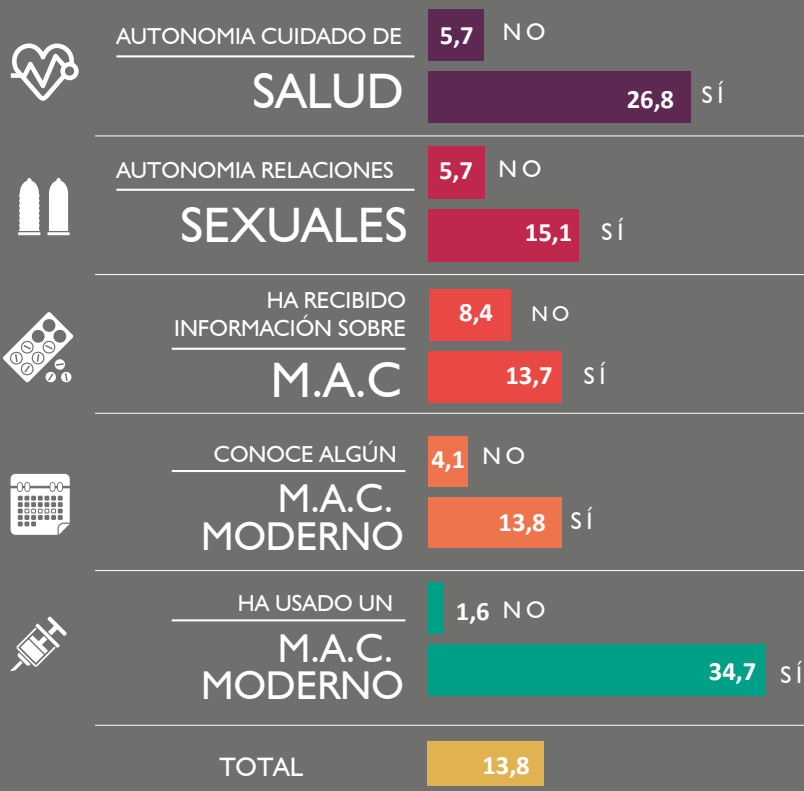 AUTONOMIA CUIDADO DE
SALUD
5,7 NO
26,8 SÍ
AUTONOMIA RELACIONES
SEXUALES
5,7 NO
15,1 SÍ
HA RECIBIDO
INFORMACIÓN SOBRE
M.A.C
8,4 NO
13,7 SÍ
CONOCE ALGÚN
M.A.C.
MODERNO
4,1 NO
13,8 SÍ
HA USADO UN
M.A.C.
MODERNO
1,6 NO
34,7 SÍ
TOTAL
13,8